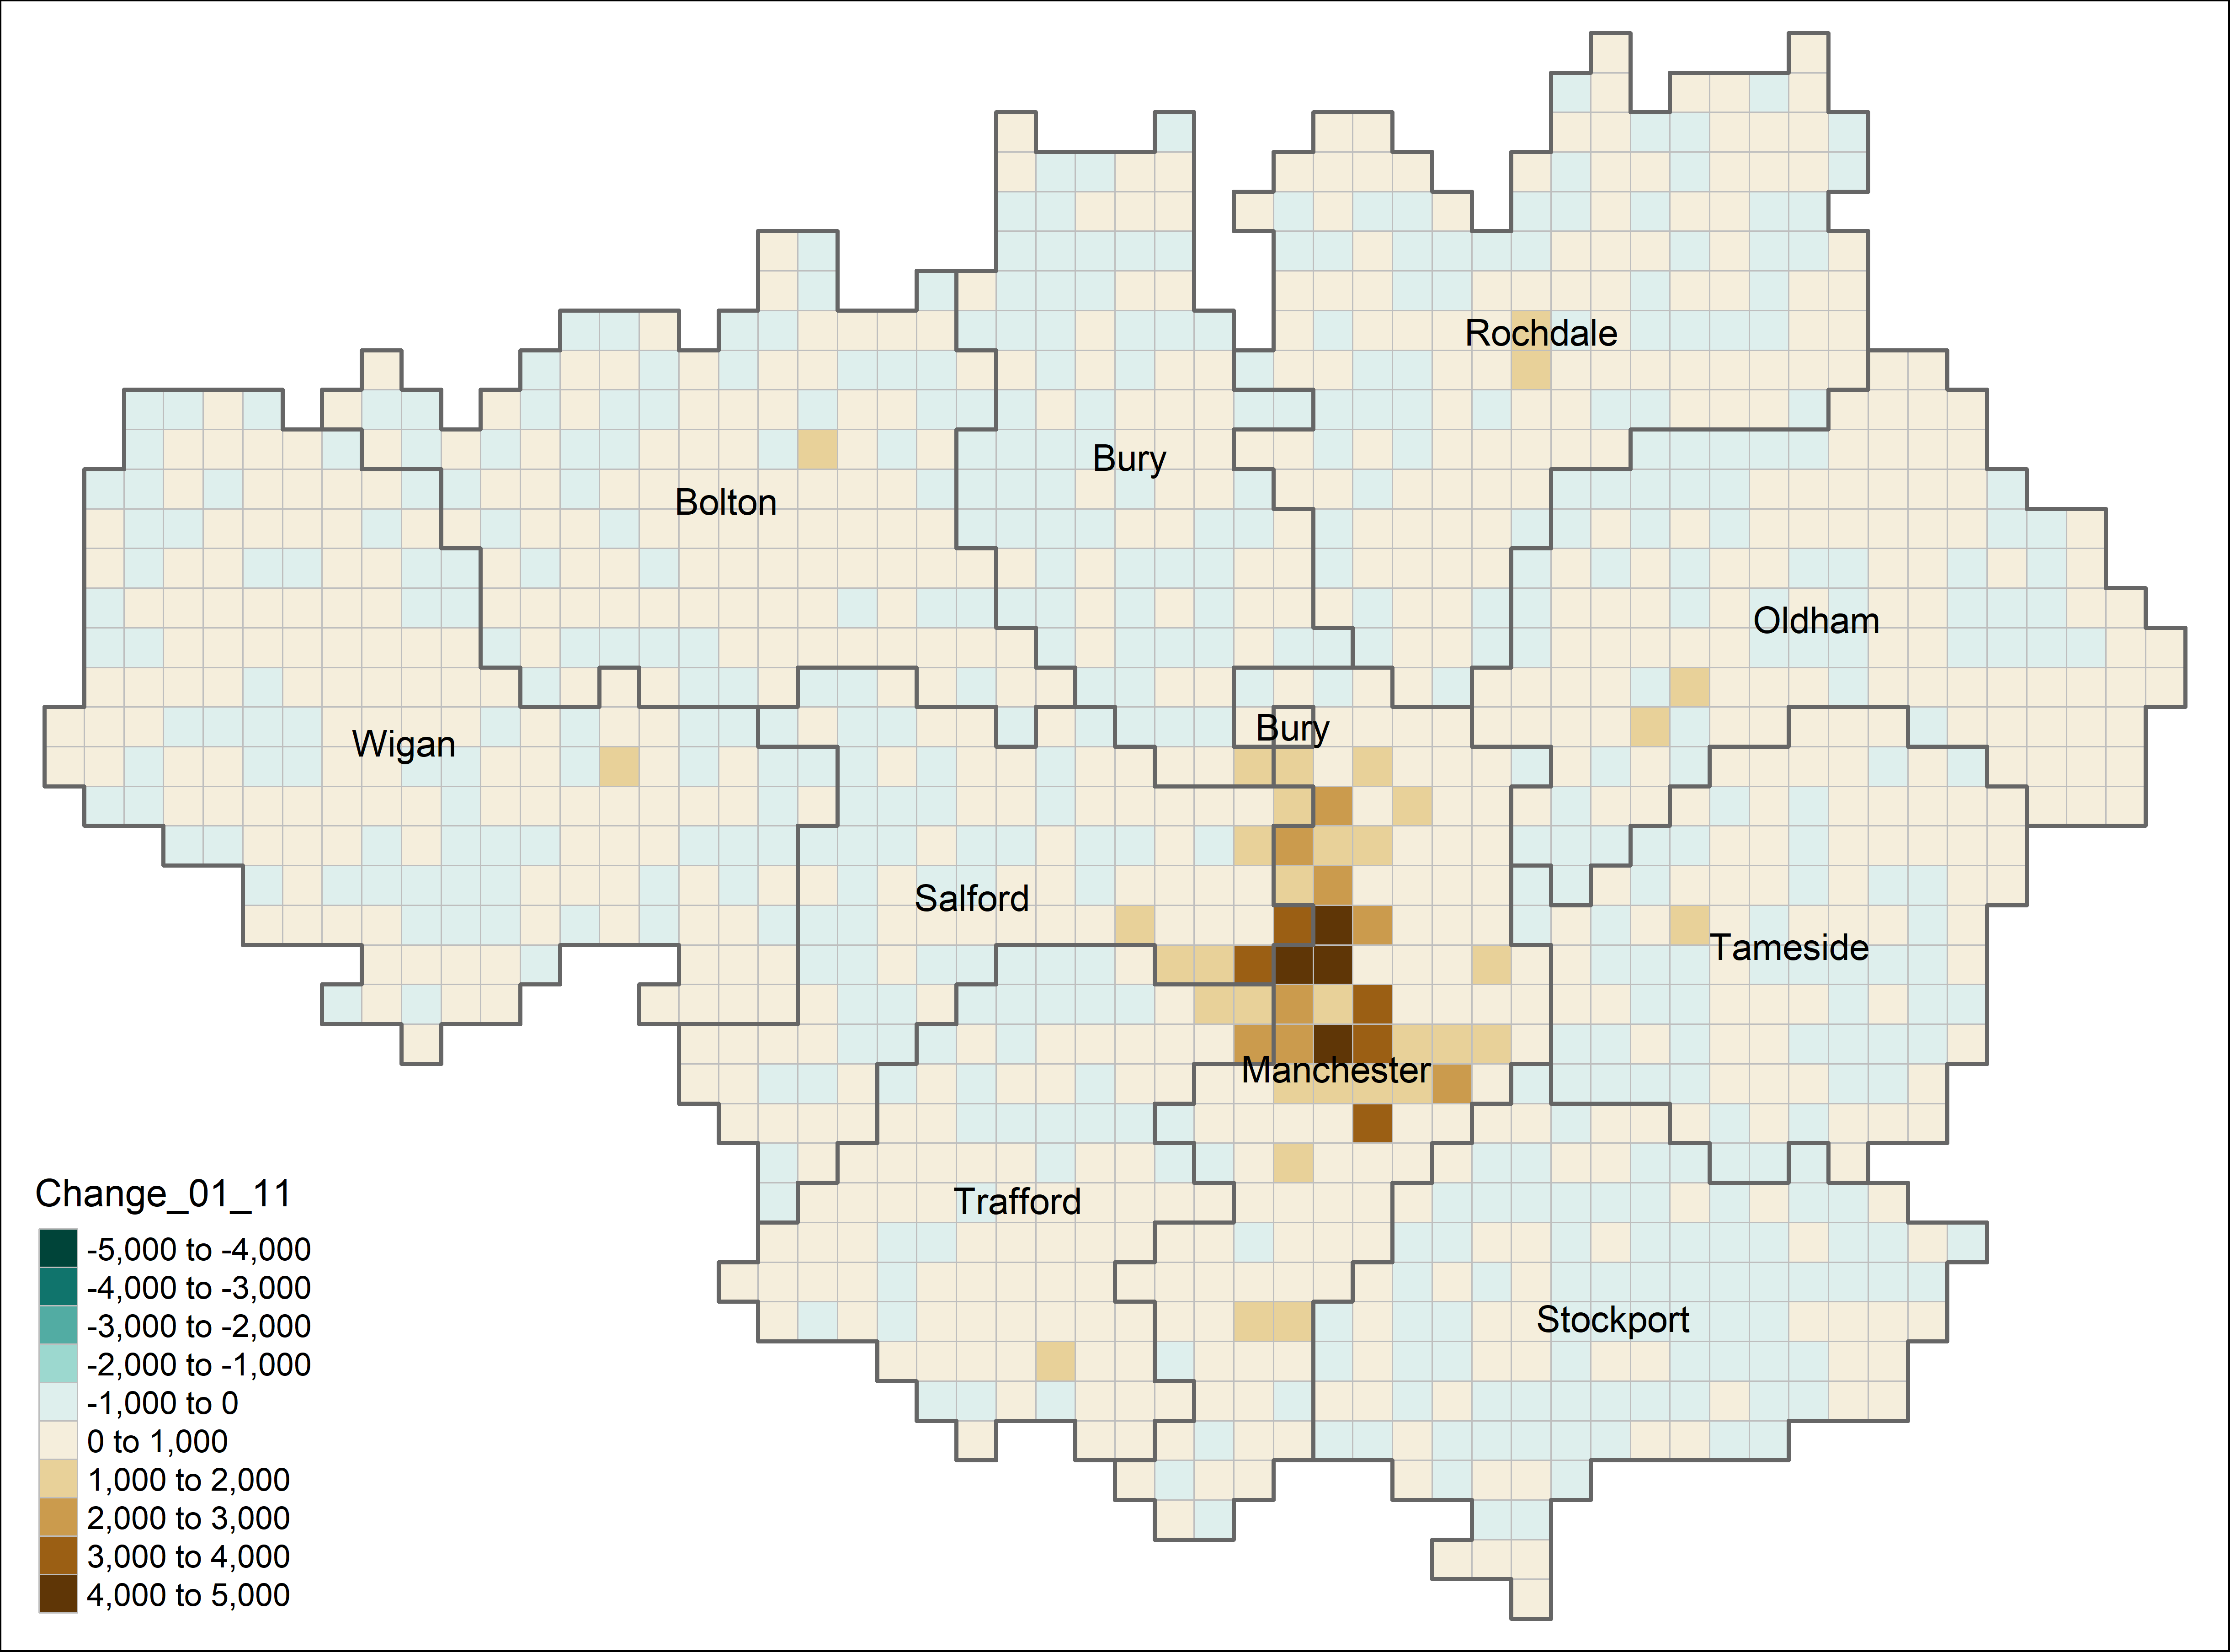 Rochdale
Bury
Bolton
Oldham
Bury
Wigan
Salford
Tameside
Manchester
Trafford
Stockport
Change_01_11
-5,000 to -4,000
-4,000 to -3,000
-3,000 to -2,000
-2,000 to -1,000
-1,000 to 0
0 to 1,000
1,000 to 2,000
2,000 to 3,000
3,000 to 4,000
4,000 to 5,000